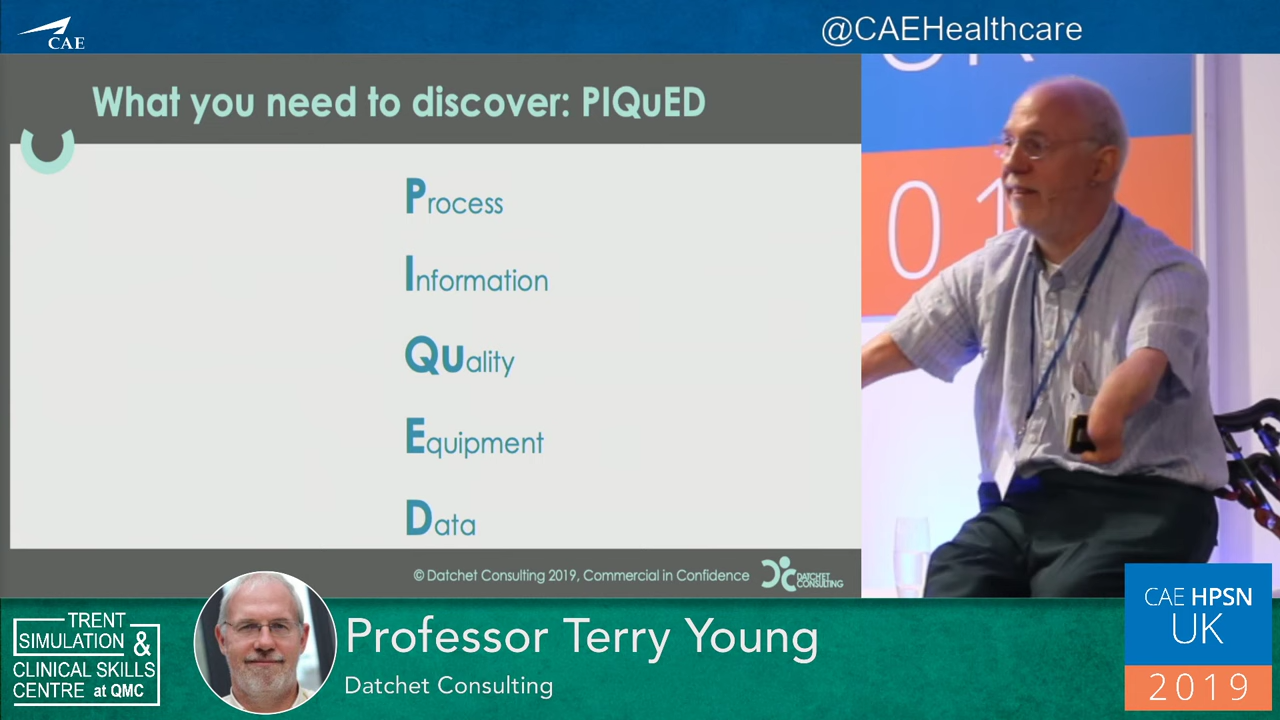 CAE
@CAEHealthcare
What you need to discover: PIQuED
Process
Information
Quality
Equipment
Data
© Datchet Consulting 2019, Commercial in Confidence
DATCHET
CONSULTING
01
TRENT
SIMULATION &
CLINICAL SKILLS
CENTRE at QMC
Professor Terry Young
Datchet Consulting
CAE HPSN
UK
2019